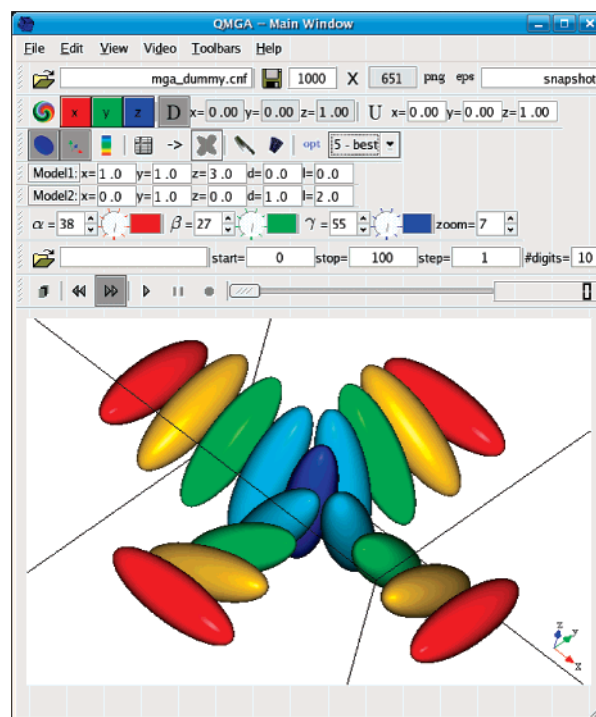 QMGA – Main Window
File Edit View Video Toolbars Help
mga_dummy.cnf 1000 X 651 png eps snapshot
x y z D x= 0.00 y= 0.00 z= 1.00 U x= 0.00 y= 0.00 z= 1.00
-> opt 5 - best
Model1: x= 1.0 y= 1.0 z= 3.0 d= 0.0 l= 0.0
Model2: x= 0.0 y= 1.0 z= 0.0 d= 1.0 l= 2.0
α = 38 β = 27 γ = 55 zoom= 7
start= 0 stop= 100 step= 1 #digits= 10
0
z
y
x